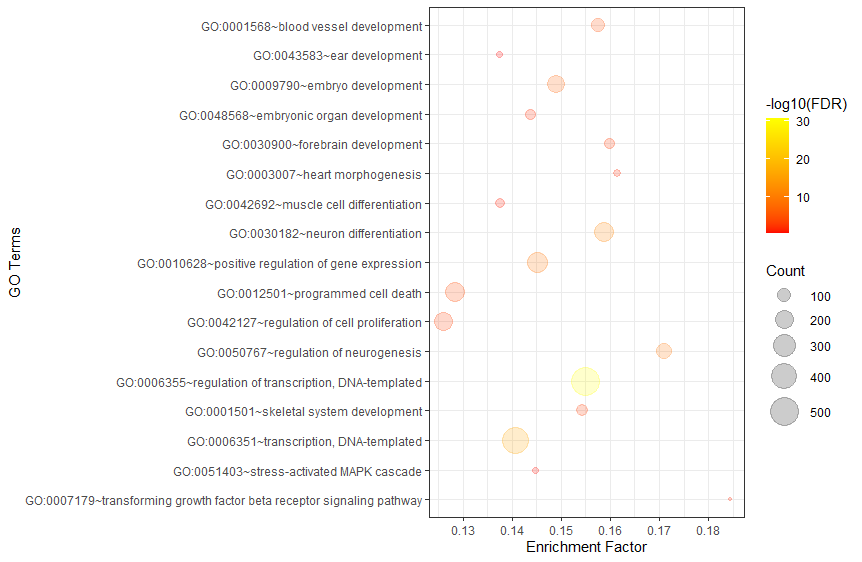 GO Terms
GO:0001568~blood vessel development
GO:0043583~ear development
GO:0009790~embryo development
GO:0048568~embryonic organ development
GO:0030900~forebrain development
GO:0003007~heart morphogenesis
GO:0042692~muscle cell differentiation
GO:0030182~neuron differentiation
GO:0010628~positive regulation of gene expression
GO:0012501~programmed cell death
GO:0042127~regulation of cell proliferation
GO:0050767~regulation of neurogenesis
GO:0006355~regulation of transcription, DNA-templated
GO:0001501~skeletal system development
GO:0006351~transcription, DNA-templated
GO:0051403~stress-activated MAPK cascade
GO:0007179~transforming growth factor beta receptor signaling pathway
0.13 0.14 0.15 0.16 0.17 0.18
Enrichment Factor
-log10(FDR)
30
20
10
Count
100
200
300
400
500